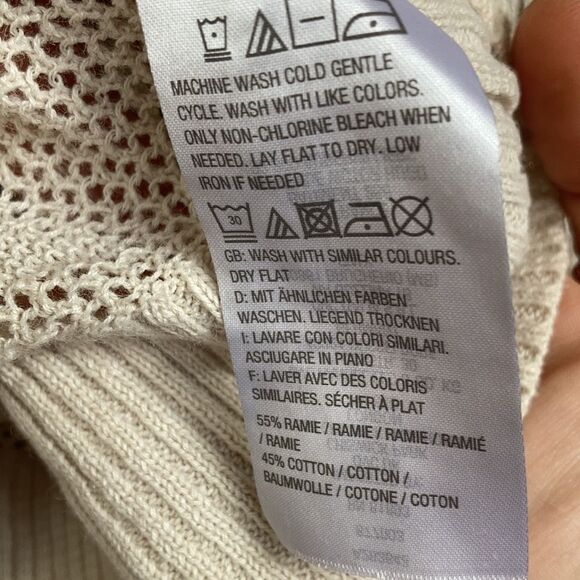 MACHINE WASH COLD GENTLE
CYCLE. WASH WITH LIKE COLORS.
ONLY NON-CHLORINE BLEACH WHEN
NEEDED. LAY FLAT TO DRY. LOW
IRON IF NEEDED
30
GB: WASH WITH SIMILAR COLOURS.
DRY FLAT
D: MIT ÄHNLICHEN FARBEN
WASCHEN. LIEGEND TROCKNEN
I: LAVARE CON COLORI SIMILARI.
ASCIUGARE IN PIANO
F: LAVER AVEC DES COLORIS
SIMILAIRES. SÉCHER À PLAT
55% RAMIE / RAMIE / RAMIE / RAMIÉ
/ RAMIE
45% COTTON / COTTON /
BAUMWOLLE / COTONE / COTON